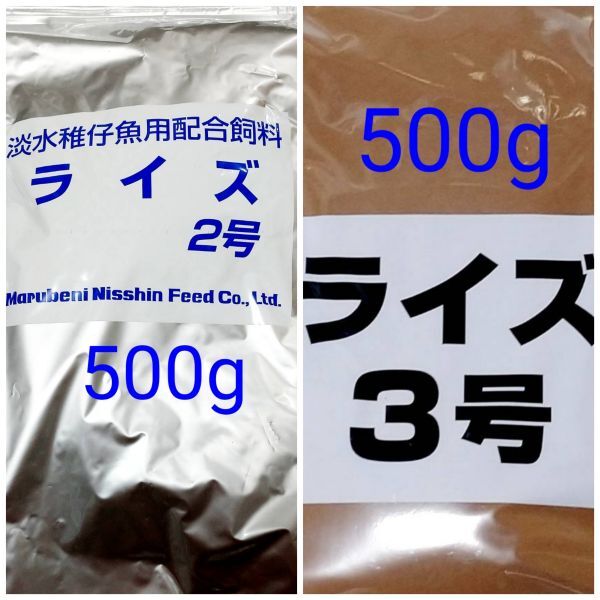 淡水稚仔魚用配合飼料
ライズ
2号
Marubeni Nisshin Feed Co., Ltd.
500g
500g
ライズ
3号